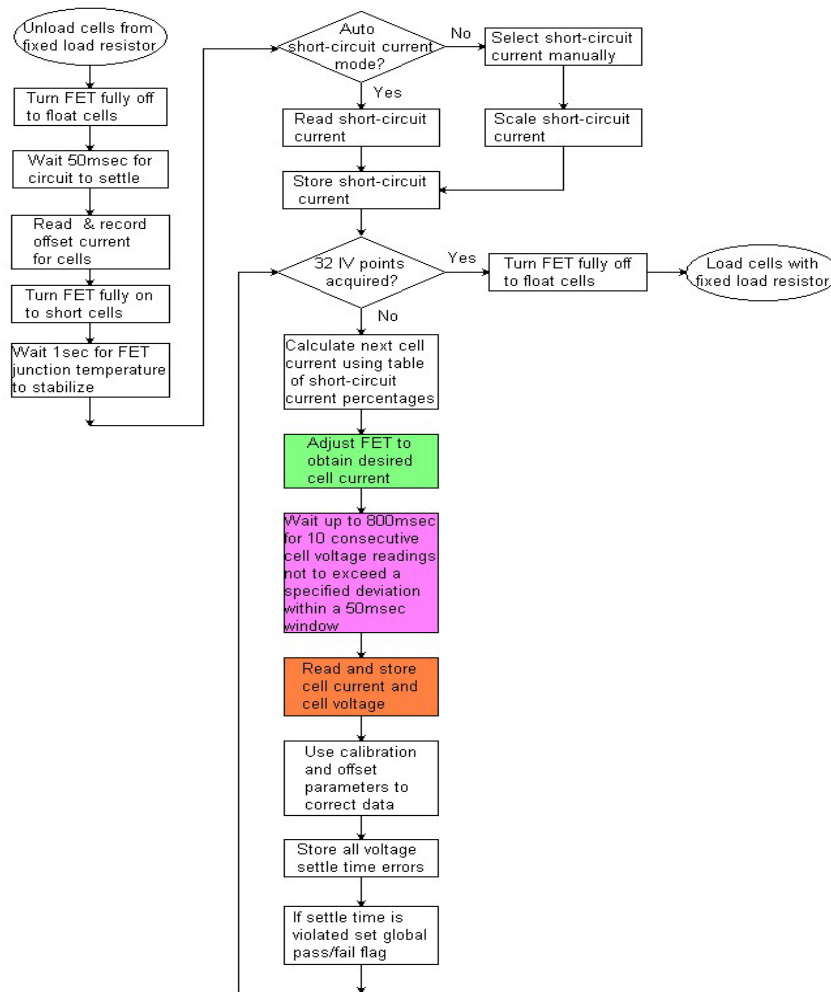 Unload cells from
fixed load resistor
Turn FET fully off
to float cells
Wait 50msec for
circuit to settle
Read & record
offset current
for cells
Turn FET fully on
to short cells
Wait 1sec for FET
junction temperature
to stabilize
Auto
short-circuit current
mode?
No
Select short-circuit
current manually
Yes
Read short-circuit
current
Scale short-circuit
current
Store short-circuit
current
32 IV points
acquired?
Yes
Turn FET fully off
to float cells
Load cells with
fixed load resistor
No
Calculate next cell
current using table
of short-circuit
current percentages
Adjust FET to
obtain desired
cell current
Wait up to 800msec
for 10 consecutive
cell voltage readings
not to exceed a
specified deviation
within a 50msec
window
Read and store
cell current and
cell voltage
Use calibration
and offset
parameters to
correct data
Store all voltage
settle time errors
If settle time is
violated set global
pass/fail flag